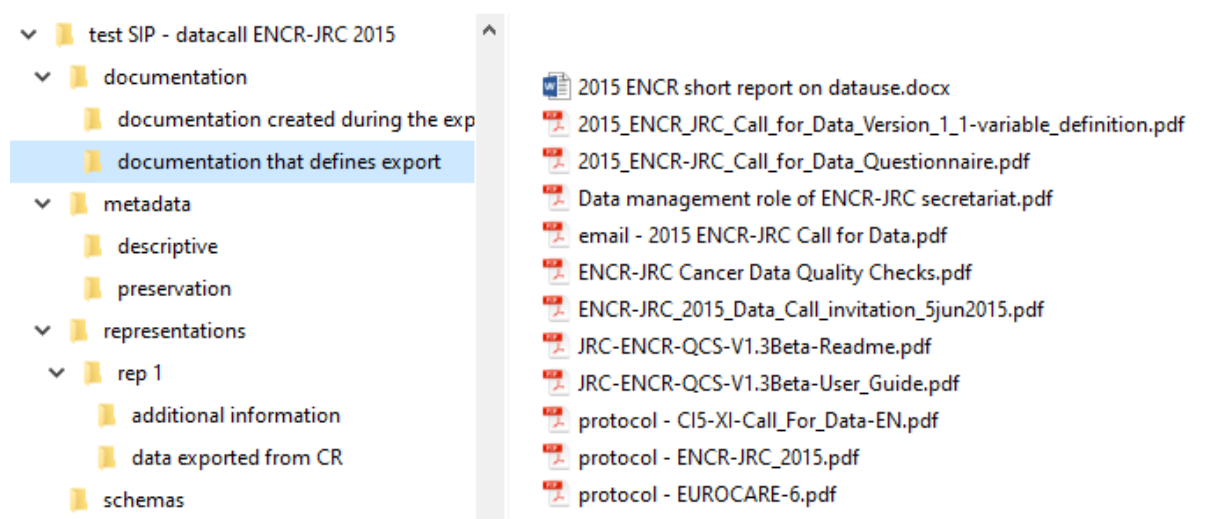 test SIP - datacall ENCR-JRC 2015
documentation
documentation created during the exp
documentation that defines export
metadata
descriptive
preservation
representations
rep 1
additional information
data exported from CR
schemas
2015 ENCR short report on datause.docx
2015_ENCR_JRC_Call_for_Data_Version_1_1-variable_definition.pdf
2015_ENCR-JRC_Call_for_Data_Questionnaire.pdf
Data management role of ENCR-JRC secretariat.pdf
email - 2015 ENCR-JRC Call for Data.pdf
ENCR-JRC Cancer Data Quality Checks.pdf
ENCR-JRC_2015_Data_Call_invitation_5jun2015.pdf
JRC-ENCR-QCS-V1.3Beta-Readme.pdf
JRC-ENCR-QCS-V1.3Beta-User_Guide.pdf
protocol - CI5-XI-Call_For_Data-EN.pdf
protocol - ENCR-JRC_2015.pdf
protocol - EUROCARE-6.pdf